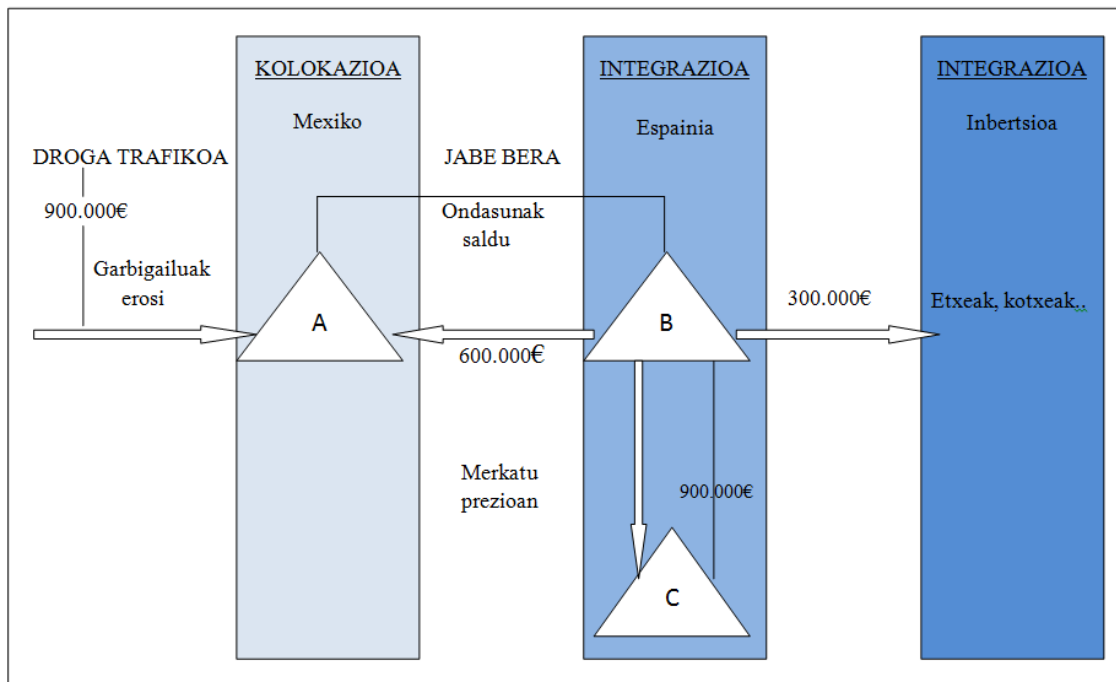 KOLOKAZIOA
Mexiko
INTEGRAZIOA
Espainia
INTEGRAZIOA
Inbertsioa
DROGA TRAFIKOA
900.000€
Garbigailuak
erosi
JABE BERA
Ondasunak
saldu
A
B
600.000€
300.000€
Etxeak, kotxeak..
Merkatu
prezioan
900.000€
C